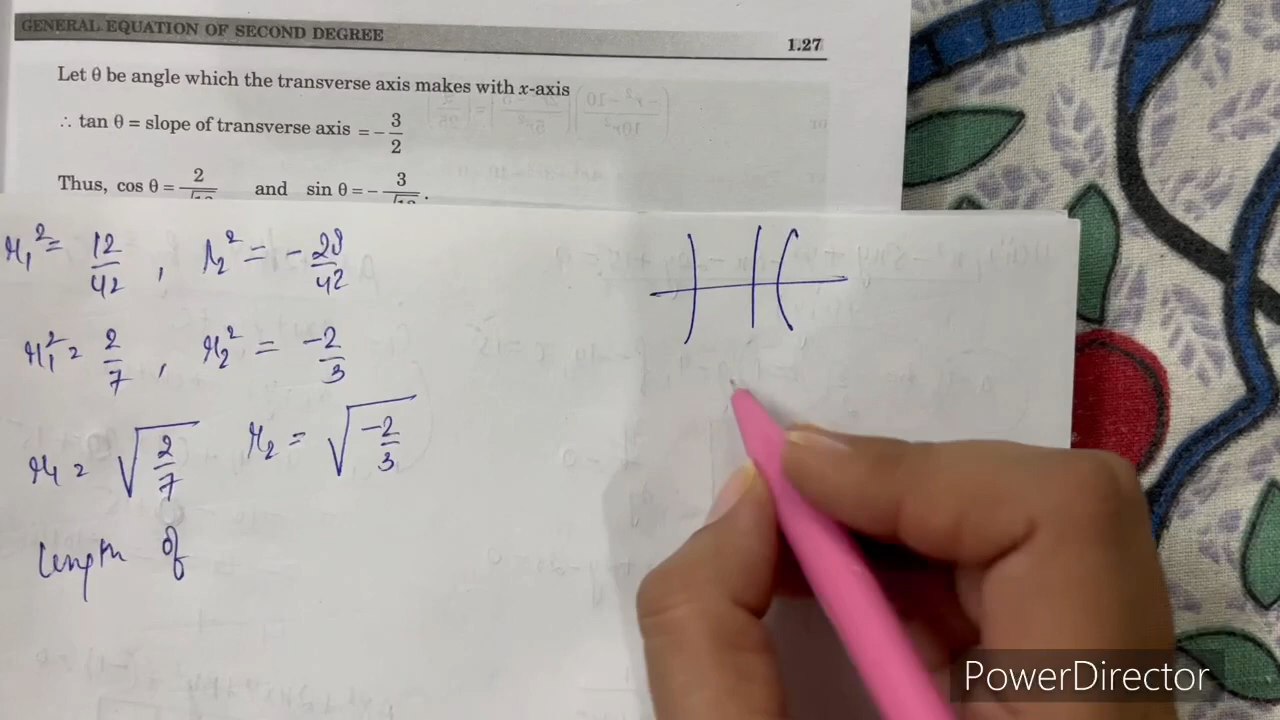 GENERAL EQUATION OF SECOND DEGREE 1.27
Let θ be angle which the transverse axis makes with x-axis
∴ tan θ = slope of transverse axis = -3/2
Thus, cos θ = 2/√ and sin θ = -3/√ .
r₁² = 12/42 , r₂² = -28/42
r₁² = 2/7 , r₂² = -2/3
r₁ = √(2/7) r₂ = √(-2/3)
length of
PowerDirector